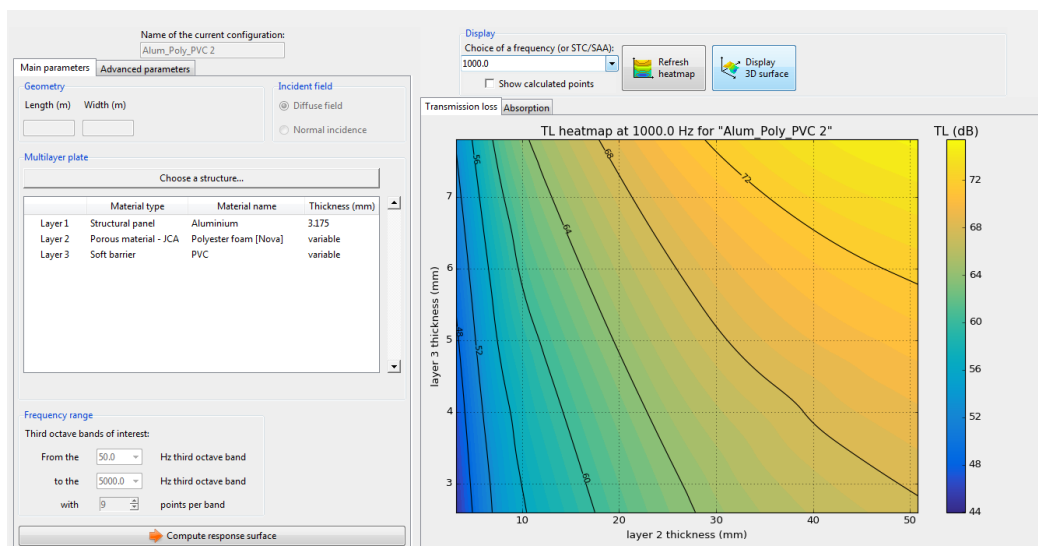 Name of the current configuration:
Alum_Poly_PVC 2
Main parameters
Advanced parameters
Geometry
Length (m) Width (m)
Incident field
Diffuse field
Normal incidence
Multilayer plate
Choose a structure...
Material type Material name Thickness (mm)
Layer 1 Structural panel Aluminium 3.175
Layer 2 Porous material - JCA Polyester foam [Nova] variable
Layer 3 Soft barrier PVC variable
Frequency range
Third octave bands of interest:
From the 50.0 Hz third octave band
to the 5000.0 Hz third octave band
with 9 points per band
Compute response surface
Display
Choice of a frequency (or STC/SAA):
1000.0
Show calculated points
Refresh
heatmap
Display
3D surface
Transmission loss
Absorption
TL heatmap at 1000.0 Hz for "Alum_Poly_PVC 2"
TL (dB)
layer 3 thickness (mm)
7
6
5
4
3
48
52
56
60
64
68
72
10 20 30 40 50
layer 2 thickness (mm)
72
68
64
60
56
52
48
44